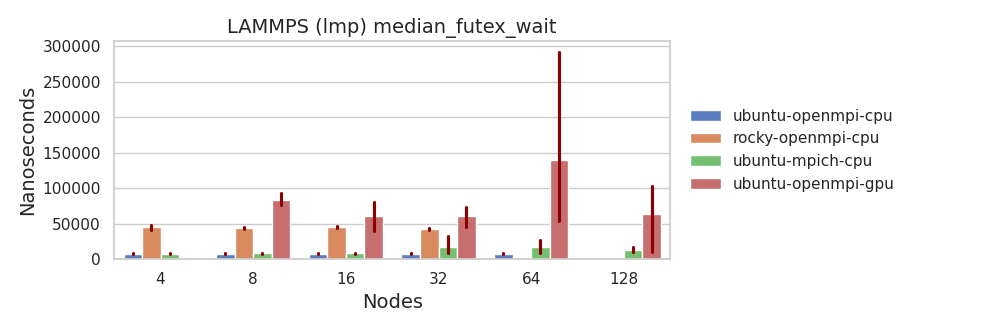 LAMMPS (lmp) median_futex_wait
Nanoseconds
300000
250000
200000
150000
100000
50000
0
4 8 16 32 64 128
Nodes
ubuntu-openmpi-cpu
rocky-openmpi-cpu
ubuntu-mpich-cpu
ubuntu-openmpi-gpu